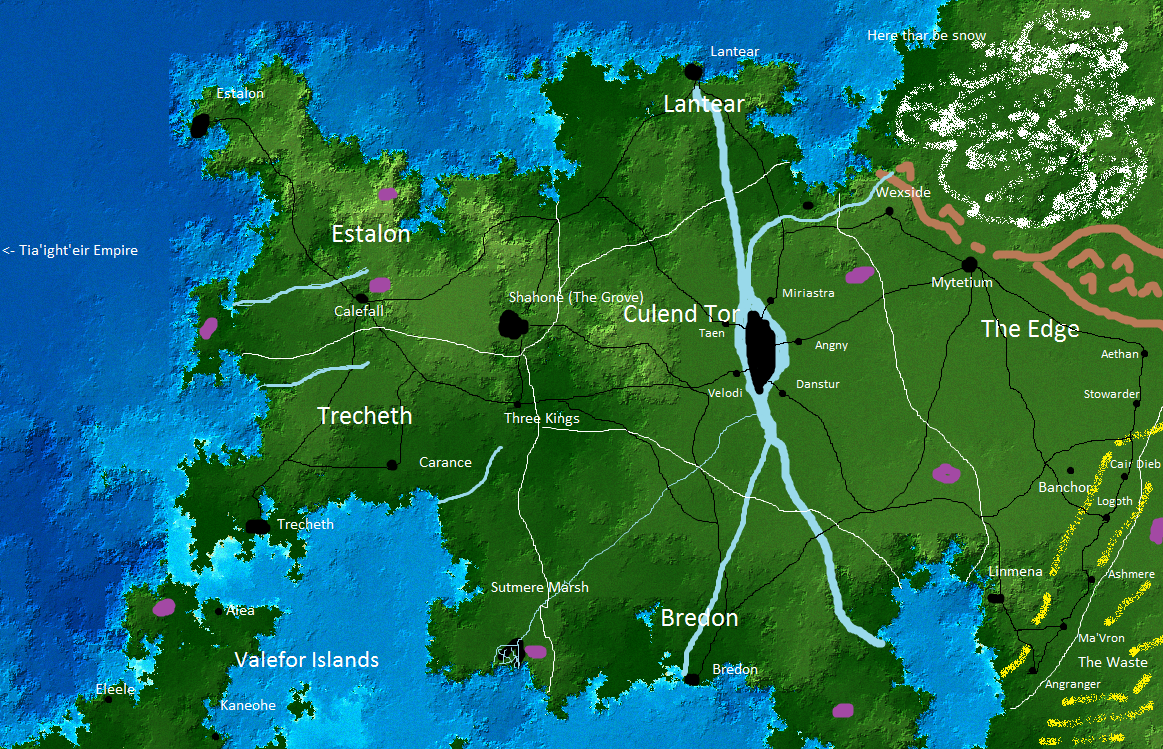 Here thar be snow
Lantear
Estalon
Lantear
Wexside
Estalon
<- Tia'ight'eir Empire
Mytetium
Miriastra
Shahone (The Grove)
Calefall
Culend Tor
Taen
The Edge
Angny
Aethan
Danstur
Velodi
Stowarder
Trecheth
Three Kings
Carance
Cair Dieb
Banchor
Logoth
Trecheth
Linmena
Ashmere
Sutmere Marsh
Ajea
Bredon
Ma'Vron
Valefor Islands
The Waste
Bredon
Angranger
Eleele
Kaneohe